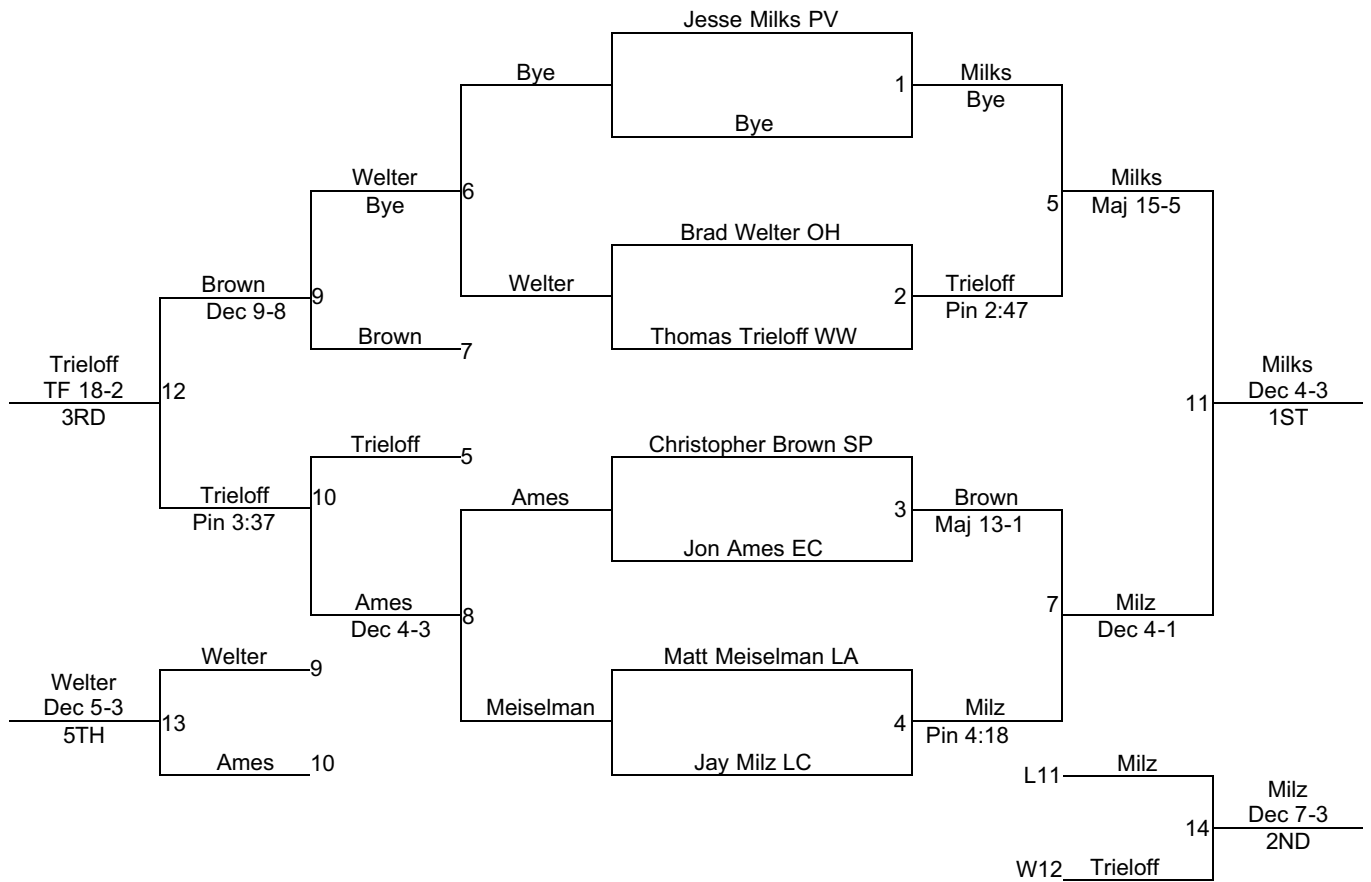 Jesse Milks PV
Bye
1
Milks
Bye
Bye
Welter
Bye
6
5
Milks
Maj 15-5
Brad Welter OH
Brown
Dec 9-8
9
Welter
2
Trieloff
Pin 2:47
Brown
7
Thomas Trieloff WW
Trieloff
TF 18-2
3RD
12
11
Milks
Dec 4-3
1ST
Trieloff
5
Christopher Brown SP
Trieloff
Pin 3:37
10
Ames
3
Brown
Maj 13-1
Jon Ames EC
Ames
Dec 4-3
8
7
Milz
Dec 4-1
Welter
9
Matt Meiselman LA
Welter
Dec 5-3
5TH
13
Meiselman
4
Milz
Pin 4:18
Ames
10
Jay Milz LC
L11
Milz
14
Milz
Dec 7-3
2ND
W12
Trieloff